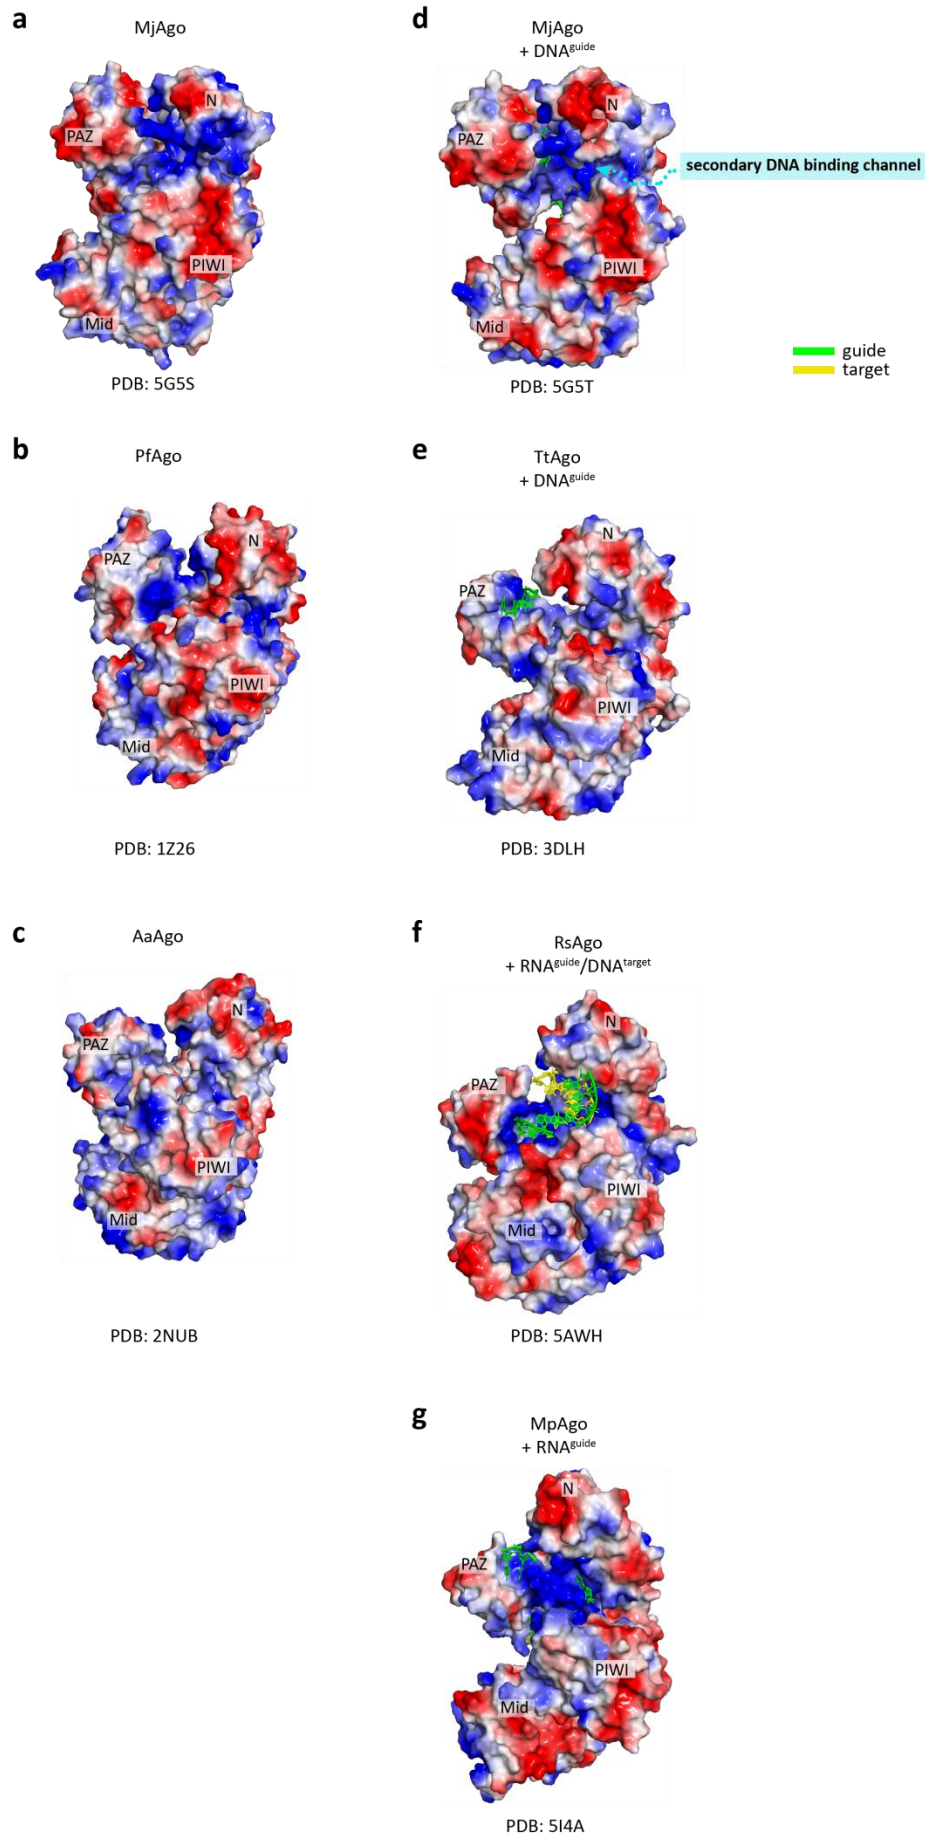 a
MjAgo
N
PAZ
PIWI
Mid
PDB: 5G5S
d
MjAgo
+ DNA^guide
N
PAZ
secondary DNA binding channel
PIWI
Mid
PDB: 5G5T
guide
target
b
PfAgo
N
PAZ
PIWI
Mid
PDB: 1Z26
e
TtAgo
+ DNA^guide
N
PAZ
PIWI
Mid
PDB: 3DLH
c
AaAgo
N
PAZ
PIWI
Mid
PDB: 2NUB
f
RsAgo
+ RNA^guide/DNA^target
N
PAZ
PIWI
Mid
PDB: 5AWH
g
MpAgo
+ RNA^guide
N
PAZ
PIWI
Mid
PDB: 5I4A